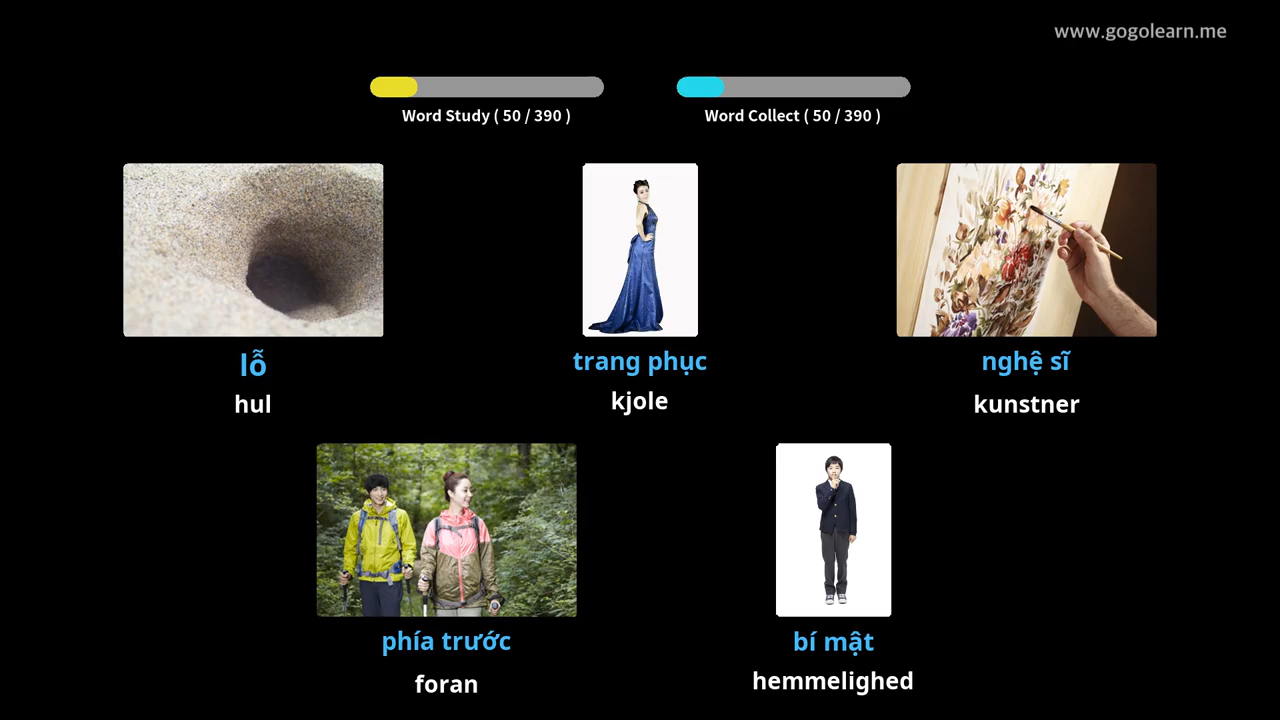 www.gogolearn.me
Word Study ( 50 / 390 )
Word Collect ( 50 / 390 )
lỗ
hul
trang phục
kjole
nghệ sĩ
kunstner
phía trước
foran
bí mật
hemmelighed